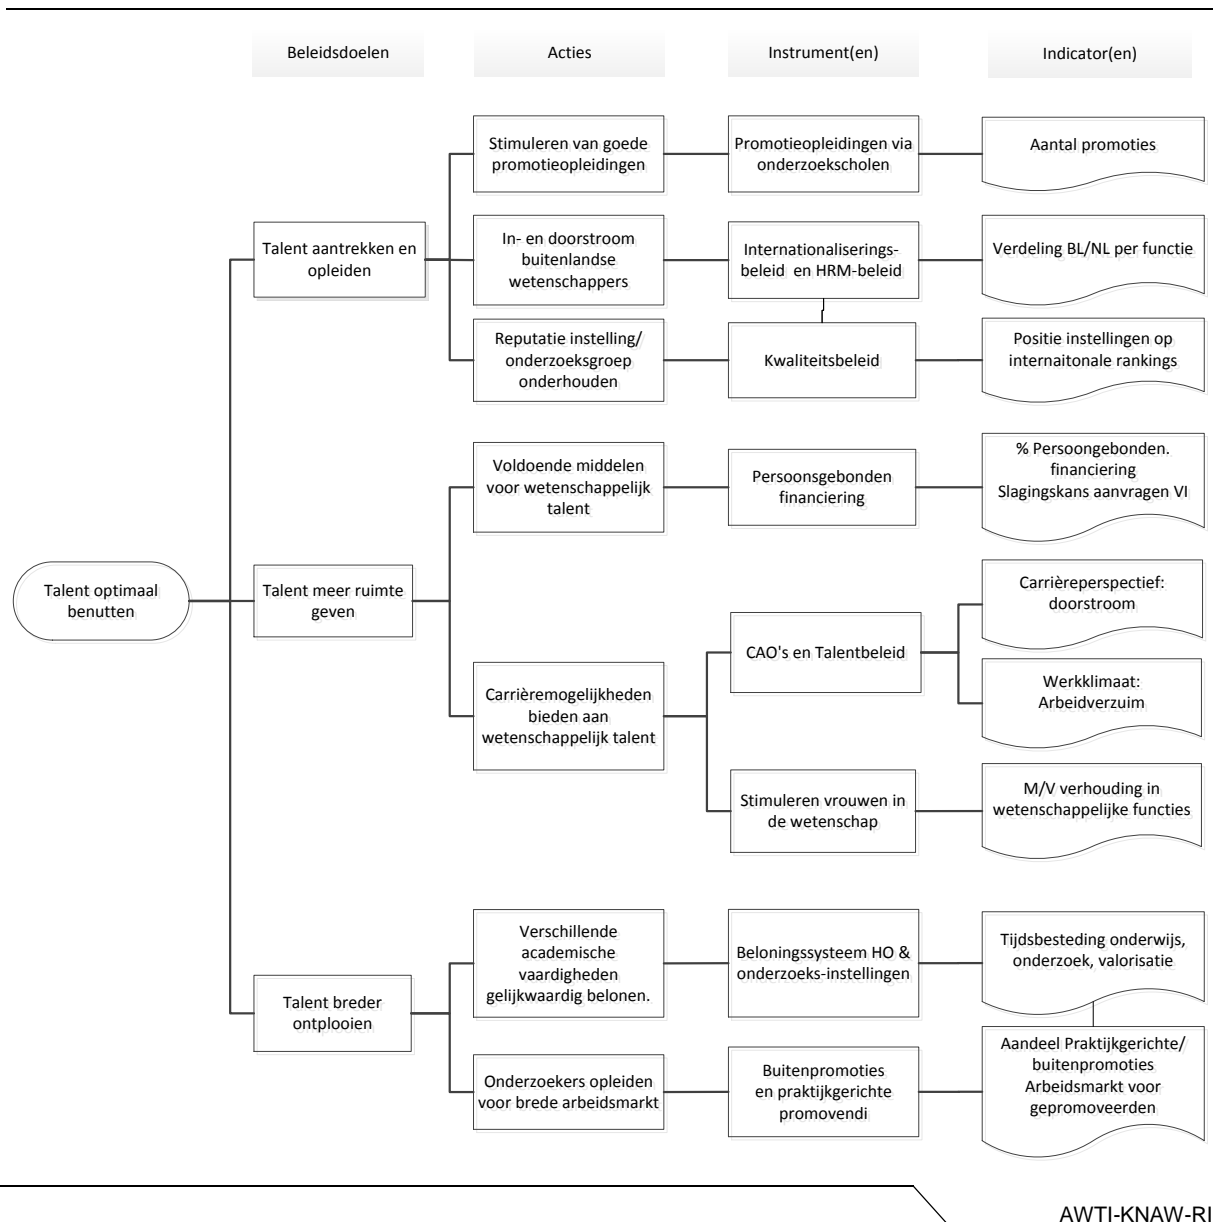 Beleidsdoelen
Acties
Instrument(en)
Indicator(en)
Stimuleren van goede
promotieopleidingen
Promotieopleidingen via
onderzoekscholen
Aantal promoties
Talent aantrekken en
opleiden
In- en doorstroom
buitenlandse
wetenschappers
Internationaliserings-
beleid en HRM-beleid
Verdeling BL/NL per functie
Reputatie instelling/
onderzoeksgroep
onderhouden
Kwaliteitsbeleid
Positie instellingen op
internaitonale rankings
Voldoende middelen
voor wetenschappelijk
talent
Persoonsgebonden
financiering
% Persoongebonden.
financiering
Slagingskans aanvragen VI
Talent optimaal
benutten
Talent meer ruimte
geven
Carrièremogelijkheden
bieden aan
wetenschappelijk talent
CAO's en Talentbeleid
Carrièreperspectief:
doorstroom
Werkklimaat:
Arbeidverzuim
Stimuleren vrouwen in
de wetenschap
M/V verhouding in
wetenschappelijke functies
Talent breder
ontplooien
Verschillende
academische
vaardigheden
gelijkwaardig belonen.
Beloningssysteem HO &
onderzoeks-instellingen
Tijdsbesteding onderwijs,
onderzoek, valorisatie
Onderzoekers opleiden
voor brede arbeidsmarkt
Buitenpromoties
en praktijkgerichte
promovendi
Aandeel Praktijkgerichte/
buitenpromoties
Arbeidsmarkt voor
gepromoveerden
AWTI-KNAW-RI